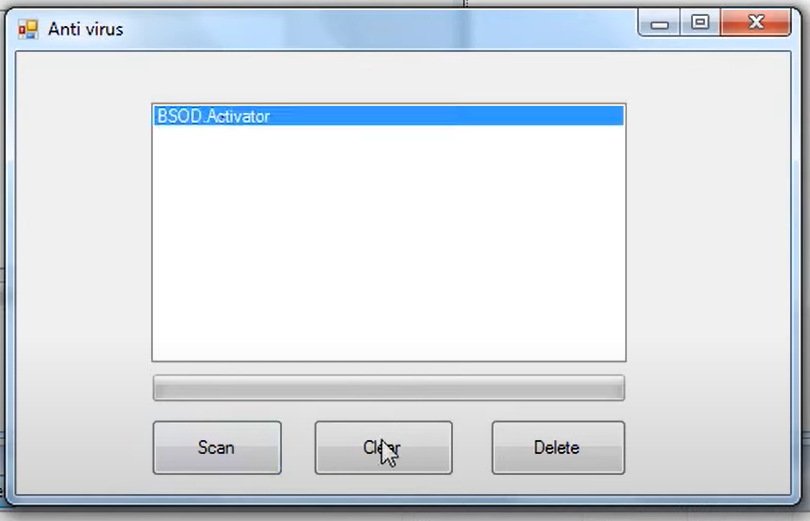 Anti virus
BSOD.Activator
Scan
Clear
Delete